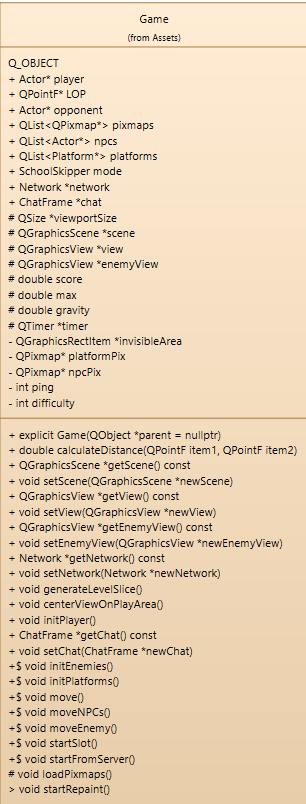 Game
(from Assets)
Q_OBJECT
+ Actor* player
+ QPointF* LOP
+ Actor* opponent
+ QList<QPixmap*> pixmaps
+ QList<Actor*> npcs
+ QList<Platform*> platforms
+ SchoolSkipper mode
+ Network *network
+ ChatFrame *chat
# QSize *viewportSize
# QGraphicsScene *scene
# QGraphicsView *view
# QGraphicsView *enemyView
# double score
# double max
# double gravity
# QTimer *timer
- QGraphicsRectItem *invisibleArea
- QPixmap* platformPix
- QPixmap* npcPix
- int ping
- int difficulty
+ explicit Game(QObject *parent = nullptr)
+ double calculateDistance(QPointF item1, QPointF item2)
+ QGraphicsScene *getScene() const
+ void setScene(QGraphicsScene *newScene)
+ QGraphicsView *getView() const
+ void setView(QGraphicsView *newView)
+ QGraphicsView *getEnemyView() const
+ void setEnemyView(QGraphicsView *newEnemyView)
+ Network *getNetwork() const
+ void setNetwork(Network *newNetwork)
+ void generateLevelSlice()
+ void centerViewOnPlayArea()
+ void initPlayer()
+ ChatFrame *getChat() const
+ void setChat(ChatFrame *newChat)
+$ void initEnemies()
+$ void initPlatforms()
+$ void move()
+$ void moveNPCs()
+$ void moveEnemy()
+$ void startSlot()
+$ void startFromServer()
# void loadPixmaps()
> void startRepaint()